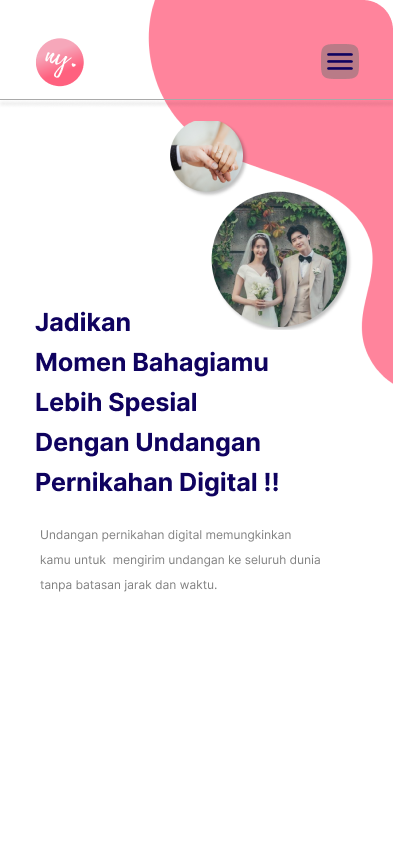 ny.
Jadikan
Momen Bahagiamu
Lebih Spesial
Dengan Undangan
Pernikahan Digital !!
Undangan pernikahan digital memungkinkan
kamu untuk  mengirim undangan ke seluruh dunia
tanpa batasan jarak dan waktu.